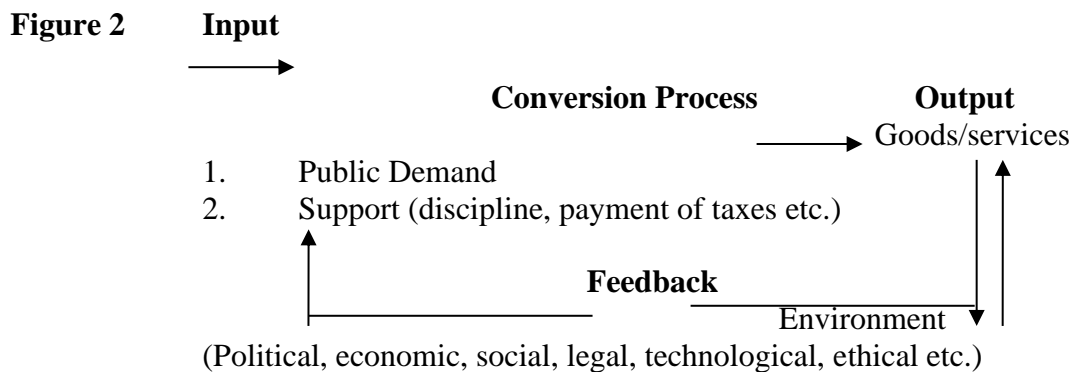 Figure 2 Input
Conversion Process Output
Goods/services
1. Public Demand
2. Support (discipline, payment of taxes etc.)
Feedback
Environment
(Political, economic, social, legal, technological, ethical etc.)